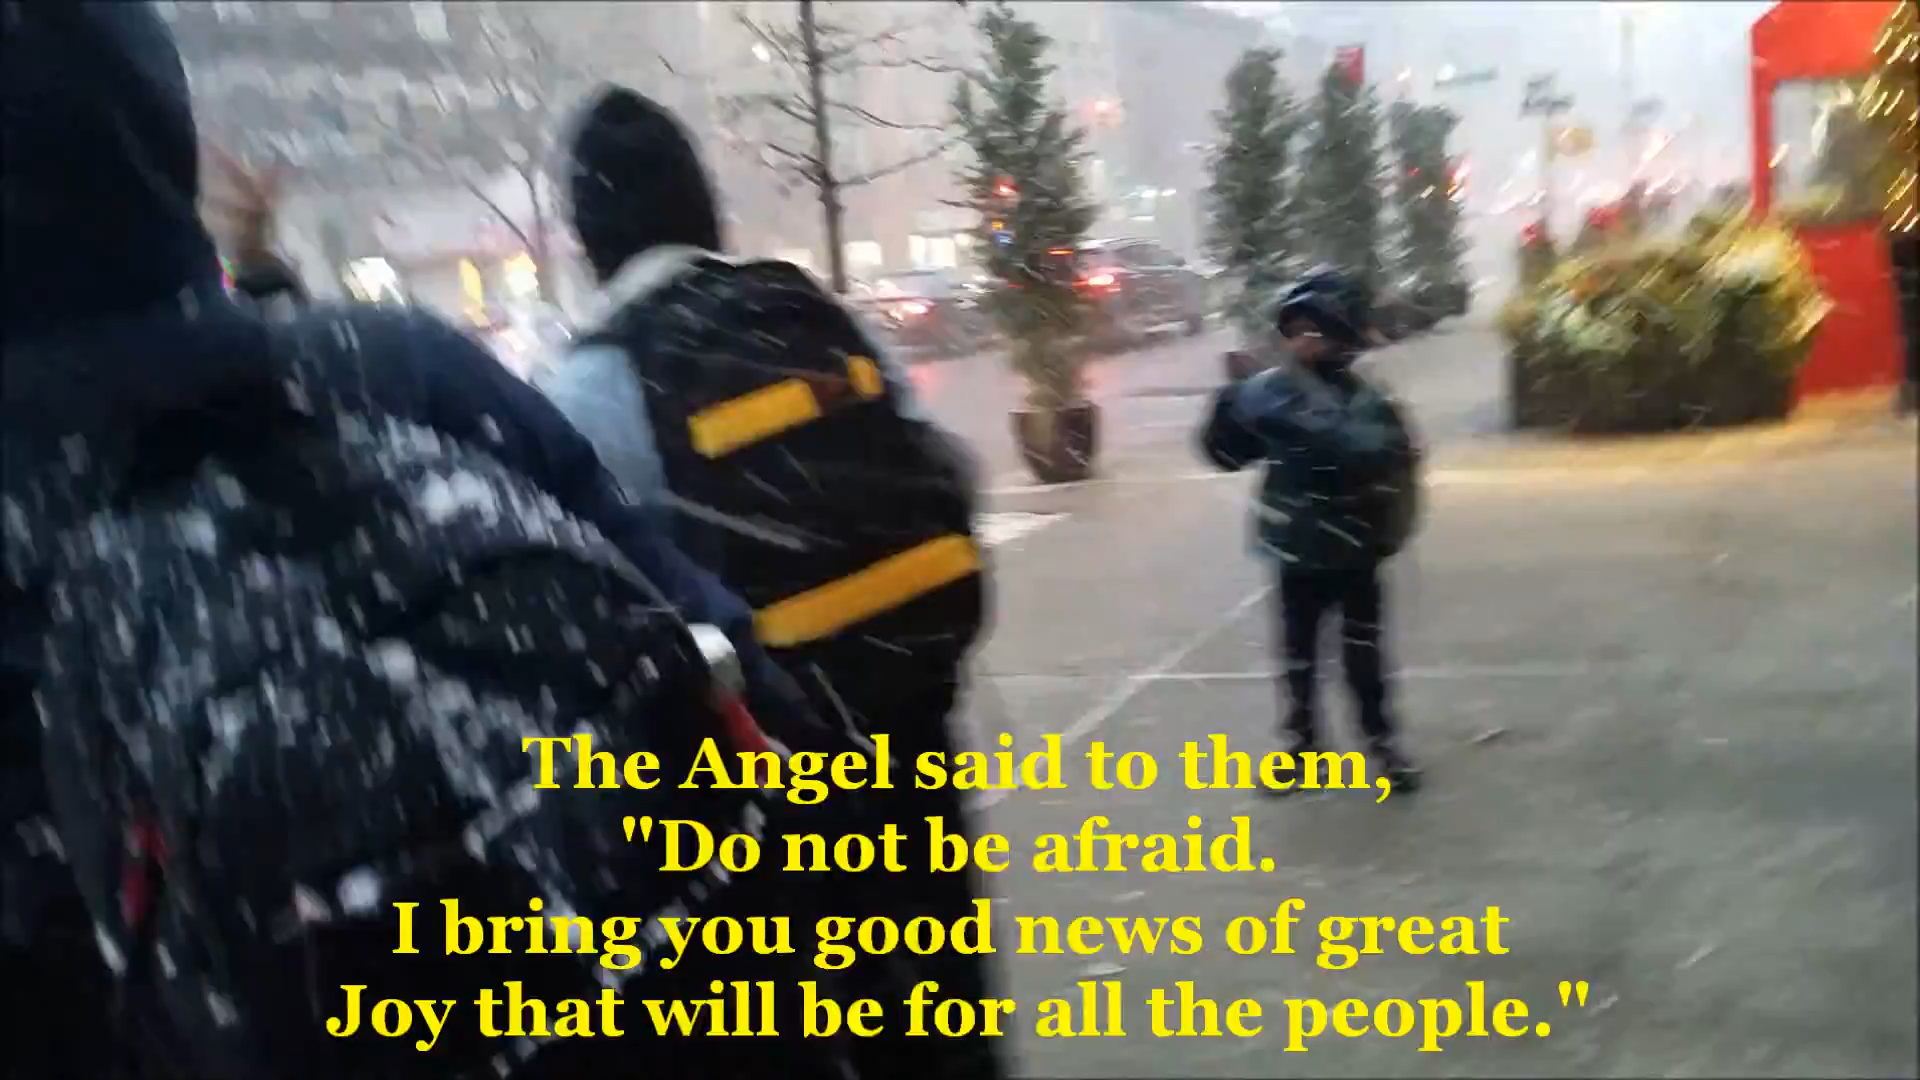 The Angel said to them,
"Do not be afraid.
I bring you good news of great
Joy that will be for all the people."